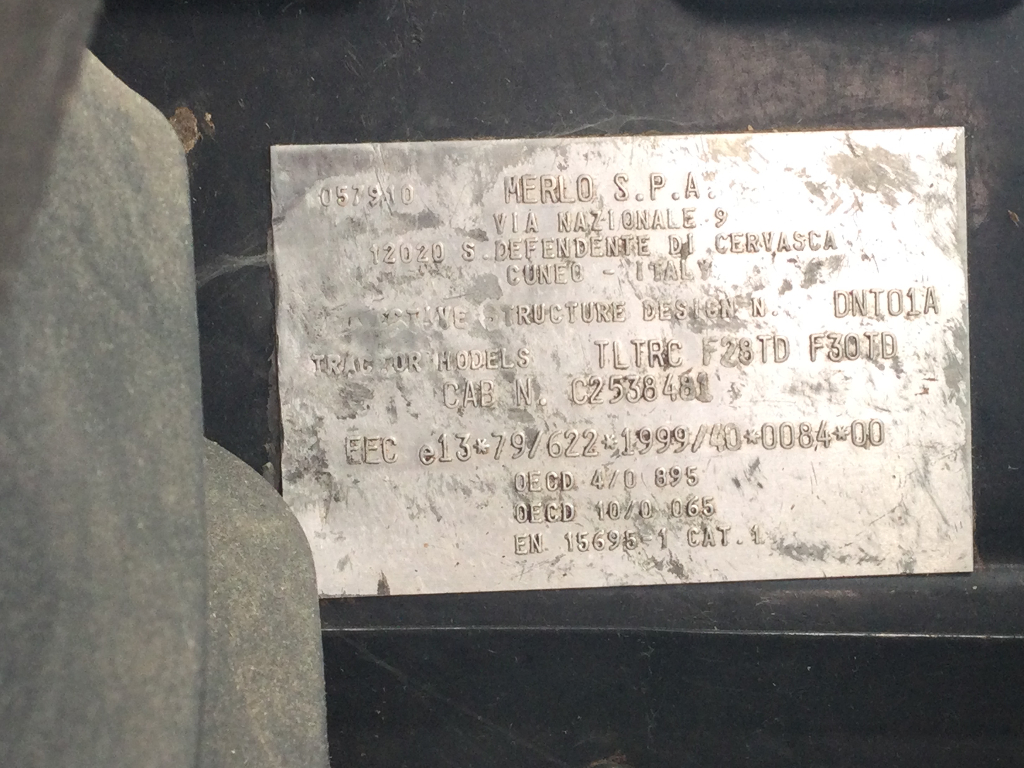 057910 MERLO S.P.A.
VIA NAZIONALE 9
12020 S.DEFENDENTE DI CERVASCA
CUNEO - ITALY
STRUCTURE DESIGN N. DNT01A
TRACTOR MODELS TLTRC F28TD F30TD
CAB N. C2538481
EEC e13*79/622*1999/40*0084*00
OECD 4/0 895
OECD 10/0 065
EN 15695-1 CAT.1